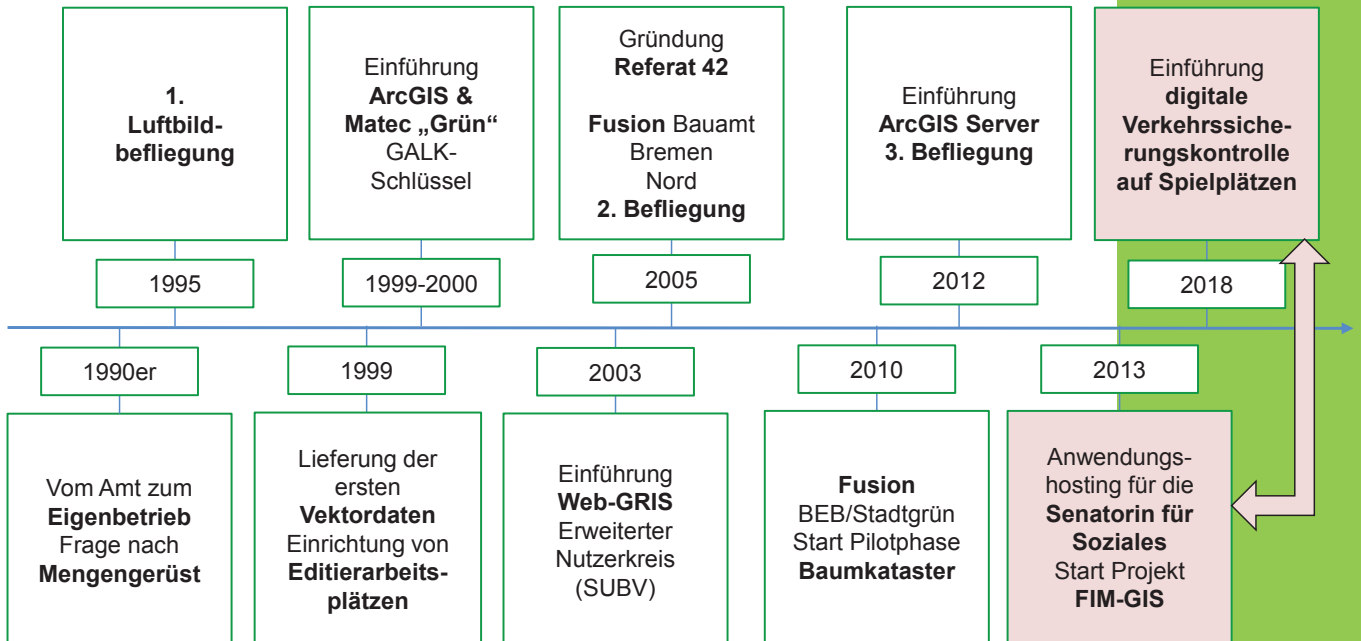 1.
Luftbild-
befliegung
Einführung
ArcGIS &
Matec „Grün“
GALK-
Schlüssel
Gründung
Referat 42
Fusion Bauamt
Bremen
Nord
2. Befliegung
Einführung
ArcGIS Server
3. Befliegung
Einführung
digitale
Verkehrssiche-
rungskontrolle
auf Spielplätzen
1995
1999-2000
2005
2012
2018
1990er
1999
2003
2010
2013
Vom Amt zum
Eigenbetrieb
Frage nach
Mengengerüst
Lieferung der
ersten
Vektordaten
Einrichtung von
Editierarbeits-
plätzen
Einführung
Web-GRIS
Erweiterter
Nutzerkreis
(SUBV)
Fusion
BEB/Stadtgrün
Start Pilotphase
Baumkataster
Anwendungs-
hosting für die
Senatorin für
Soziales
Start Projekt
FIM-GIS